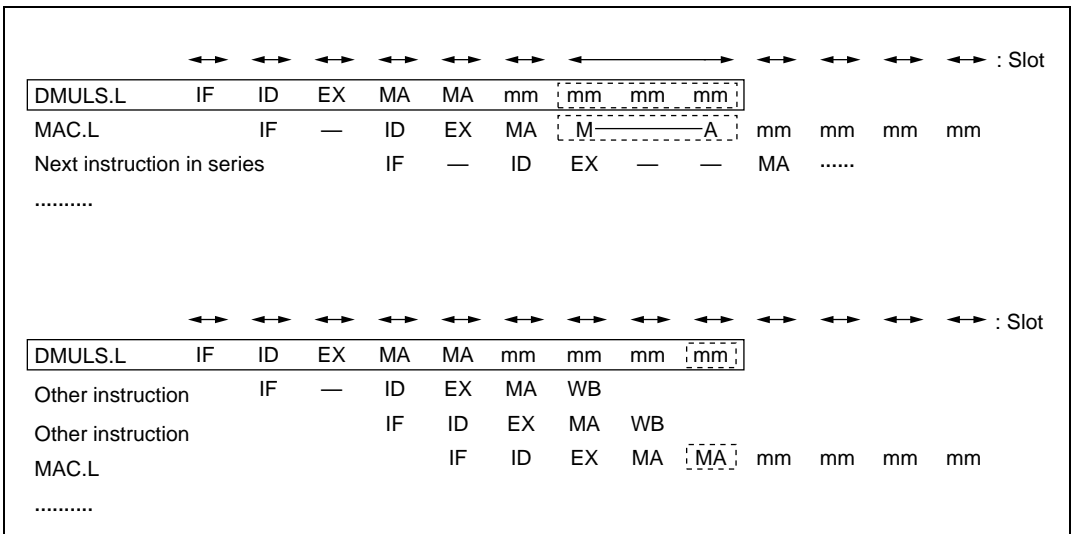 : Slot
DMULS.L IF ID EX MA MA mm mm mm mm
MAC.L IF — ID EX MA M———A mm mm mm mm
Next instruction in series IF — ID EX — — MA ......
..........
: Slot
DMULS.L IF ID EX MA MA mm mm mm mm
Other instruction IF — ID EX MA WB
Other instruction IF ID EX MA WB
MAC.L IF ID EX MA MA mm mm mm mm
..........